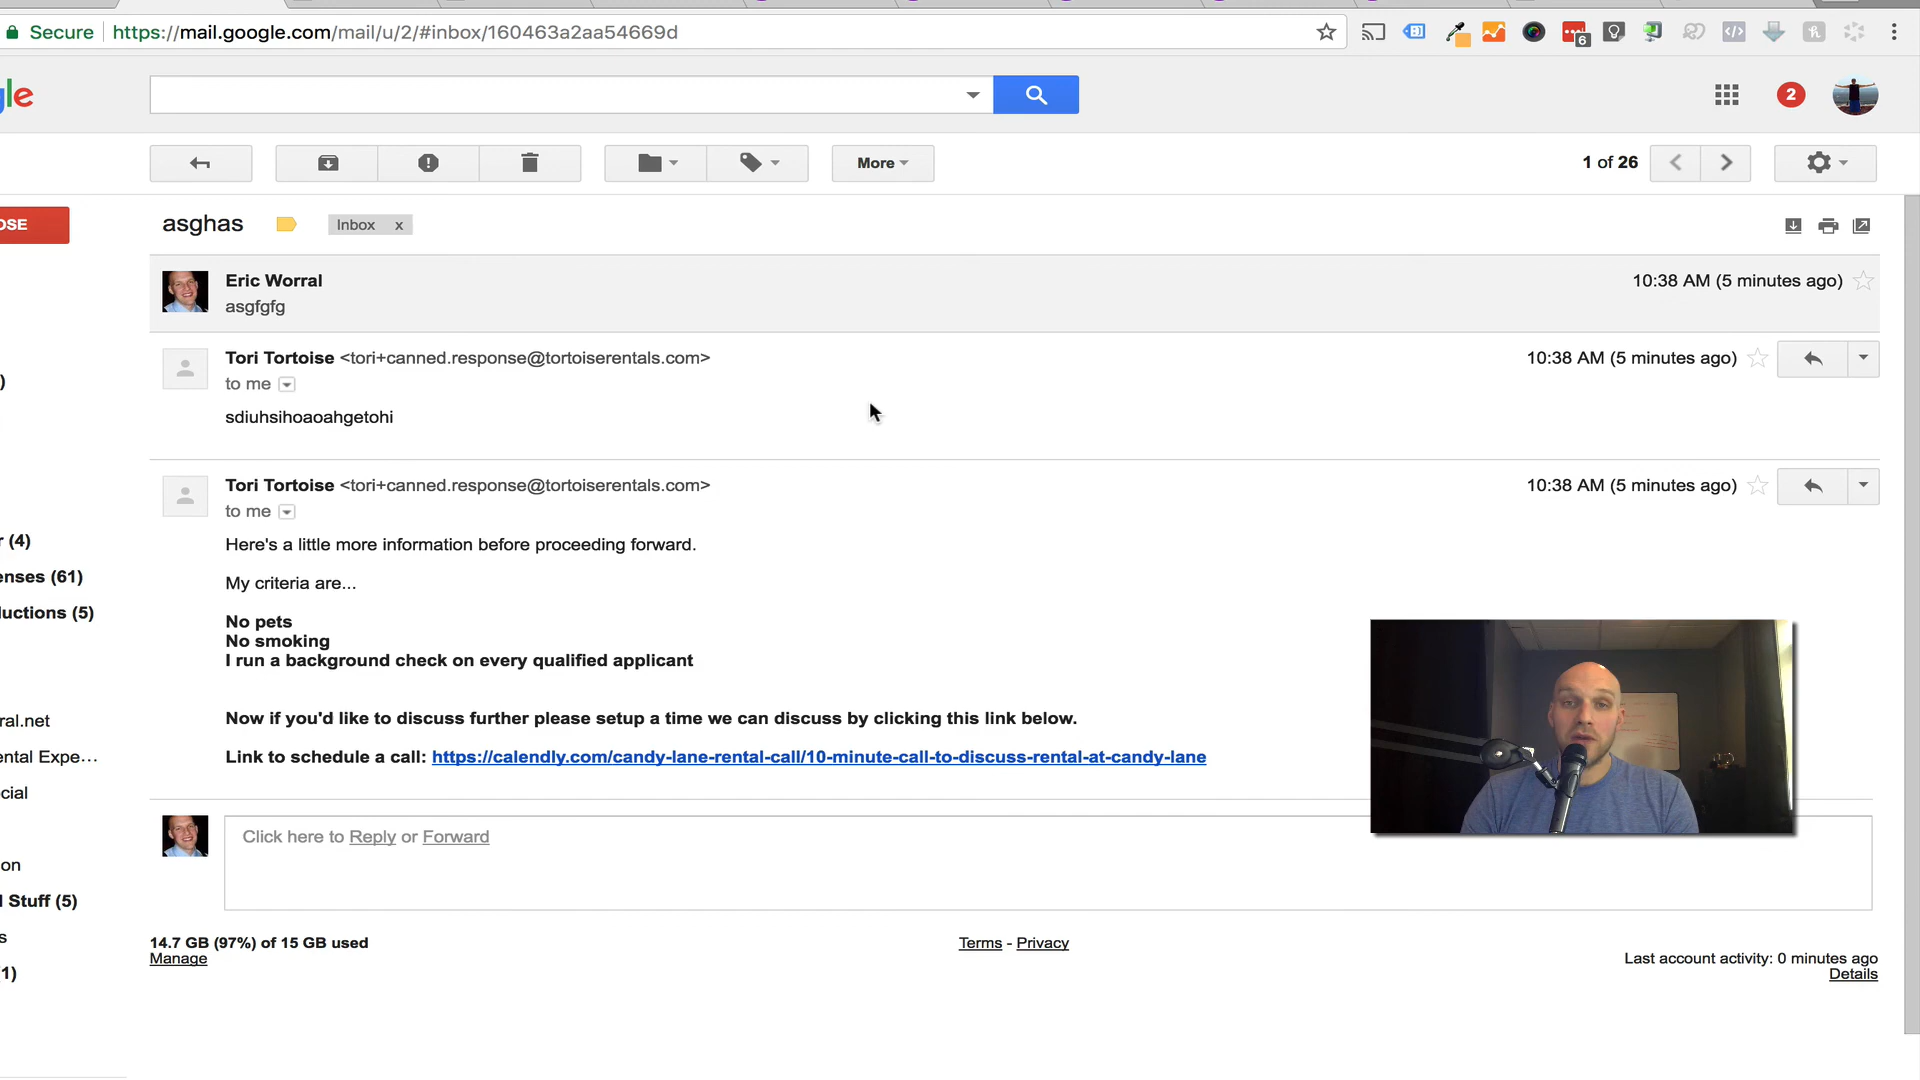 Secure https://mail.google.com/mail/u/2/#inbox/160463a2aa54669d
6
gle
2
More
1 of 26
OSE
asghas Inbox x
Eric Worral 10:38 AM (5 minutes ago)
asgfgfg
Tori Tortoise <tori+canned.response@tortoiserentals.com> 10:38 AM (5 minutes ago)
to me
sdiuhsihoaoahgetohi
Tori Tortoise <tori+canned.response@tortoiserentals.com> 10:38 AM (5 minutes ago)
to me
Here's a little more information before proceeding forward.
My criteria are...
No pets
No smoking
I run a background check on every qualified applicant
Now if you'd like to discuss further please setup a time we can discuss by clicking this link below.
Link to schedule a call: https://calendly.com/candy-lane-rental-call/10-minute-call-to-discuss-rental-at-candy-lane
Click here to Reply or Forward
)
r (4)
enses (61)
luctions (5)
ral.net
ental Expe...
cial
on
l Stuff (5)
s
1)
14.7 GB (97%) of 15 GB used
Manage
Terms - Privacy
Last account activity: 0 minutes ago
Details